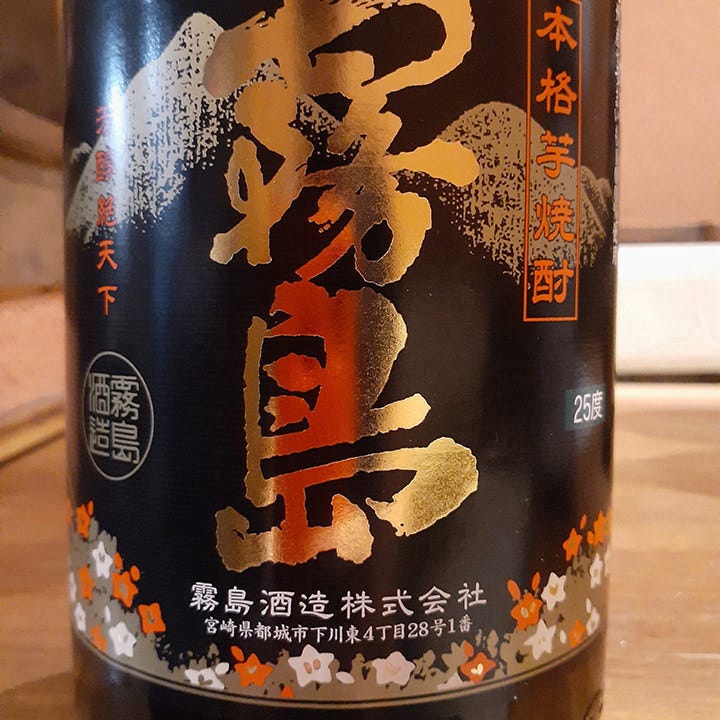 本格芋焼酎
霧島
芳醇絶天下
霧島
酒造
25度
霧島酒造株式会社
宮崎県都城市下川東4丁目28号1番